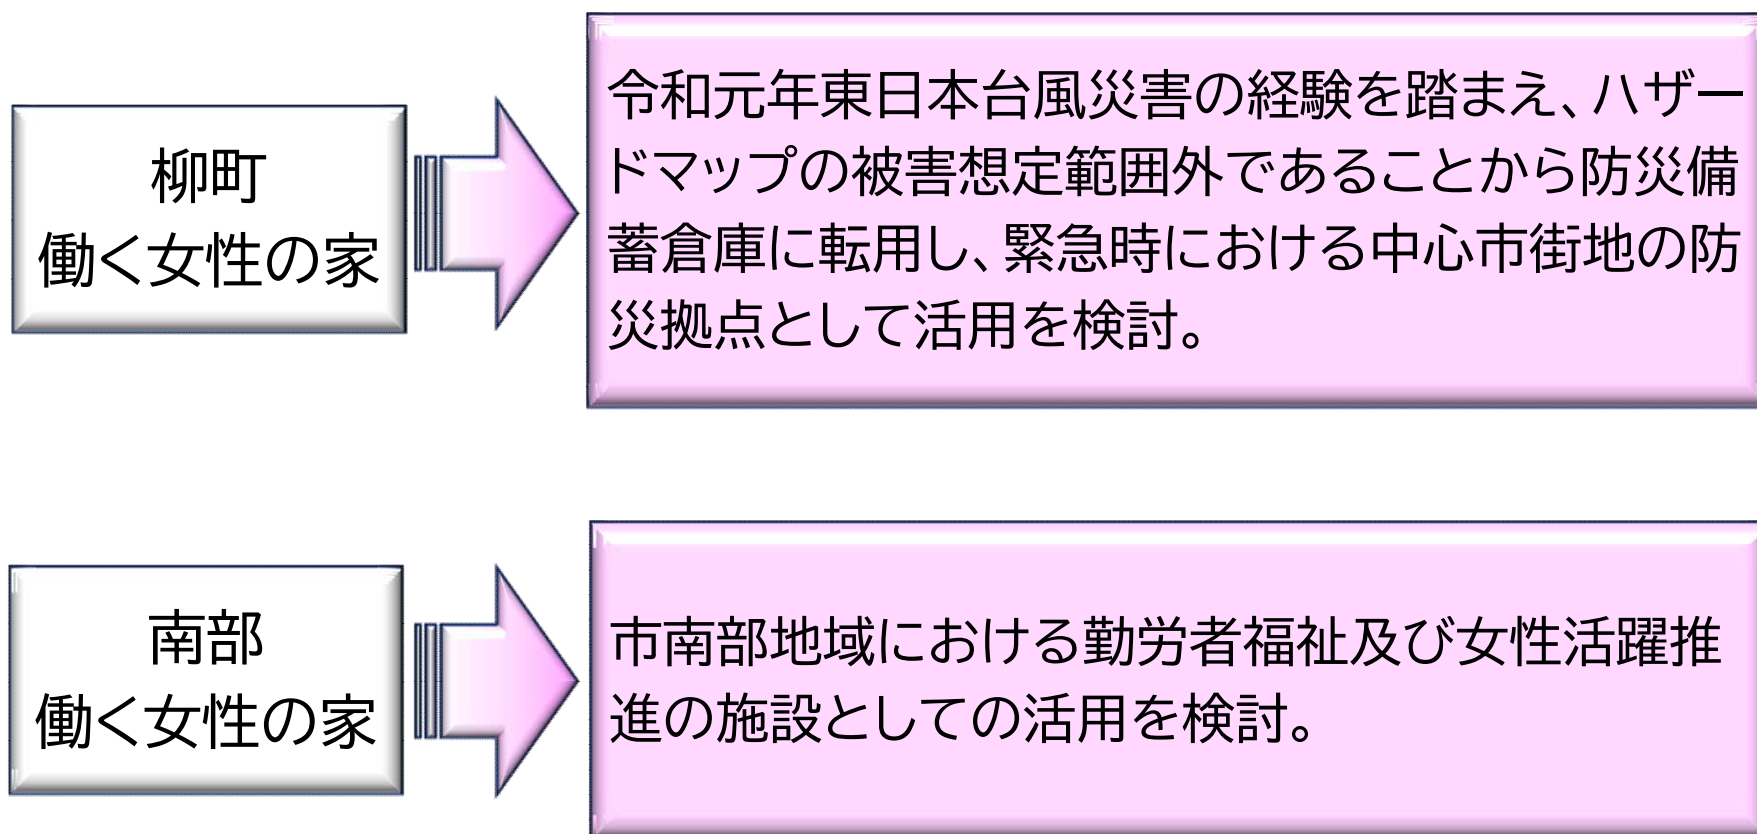 柳町
働く女性の家
令和元年東日本台風災害の経験を踏まえ、ハザー
ドマップの被害想定範囲外であることから防災備
蓄倉庫に転用し、緊急時における中心市街地の防
災拠点として活用を検討。
南部
働く女性の家
市南部地域における勤労者福祉及び女性活躍推
進の施設としての活用を検討。